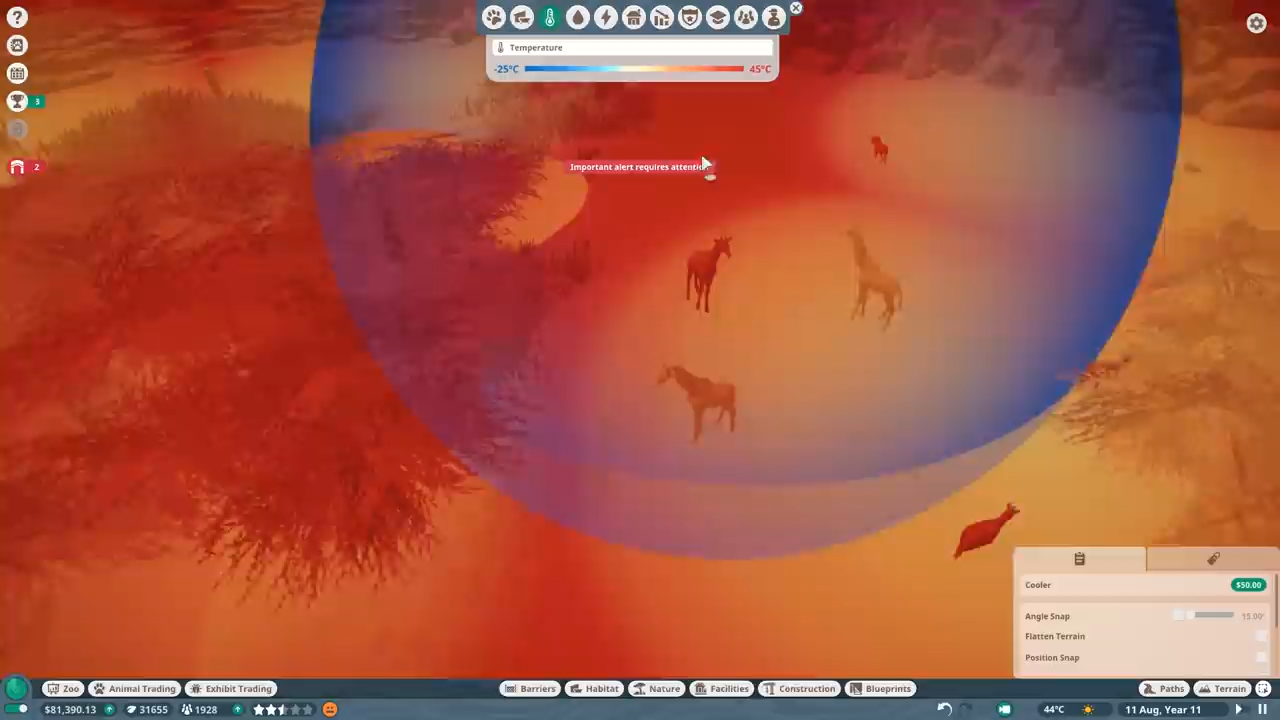 Temperature
-25°C 45°C
3
2
Important alert requires attenti
Cooler $50.00
Angle Snap 15.00°
Flatten Terrain
Position Snap
Zoo Animal Trading Exhibit Trading Barriers Habitat Nature Facilities Construction Blueprints Paths Terrain
$81,390.13 31655 1928 44°C 11 Aug, Year 11